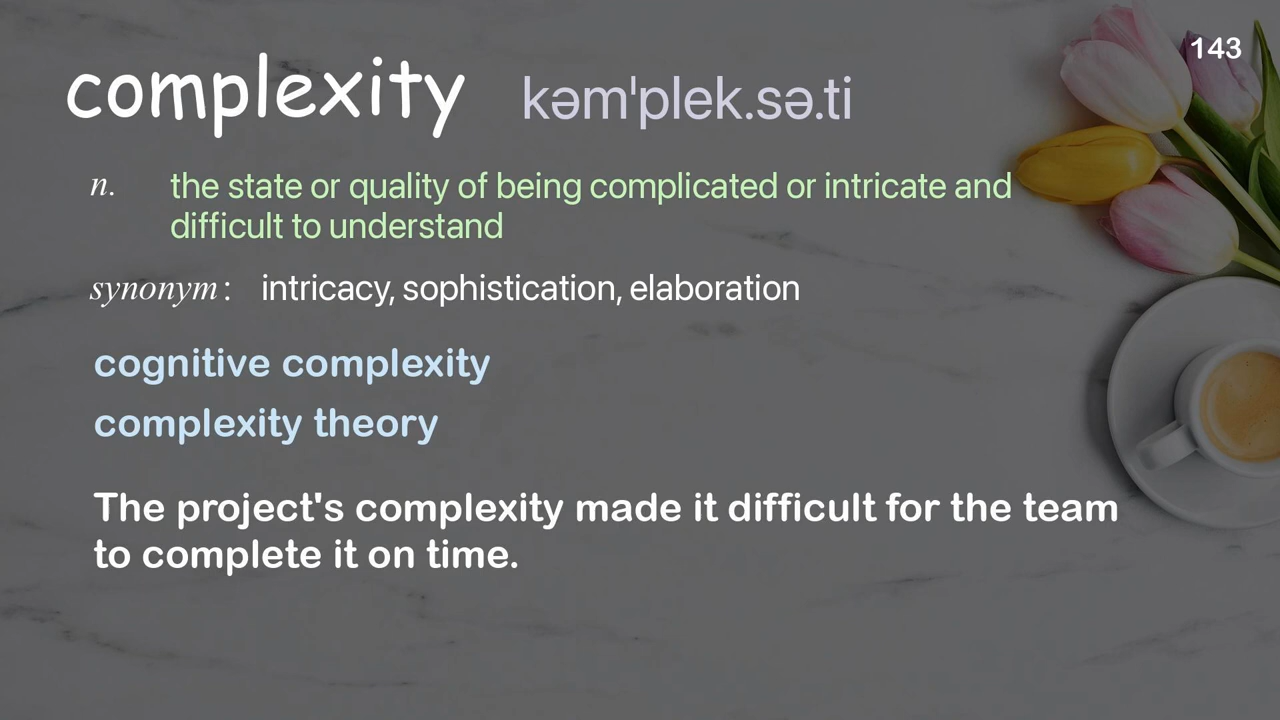 143
complexity kəmˈplek.sə.ti
n. the state or quality of being complicated or intricate and
difficult to understand
synonym: intricacy, sophistication, elaboration
cognitive complexity
complexity theory
The project's complexity made it difficult for the team
to complete it on time.